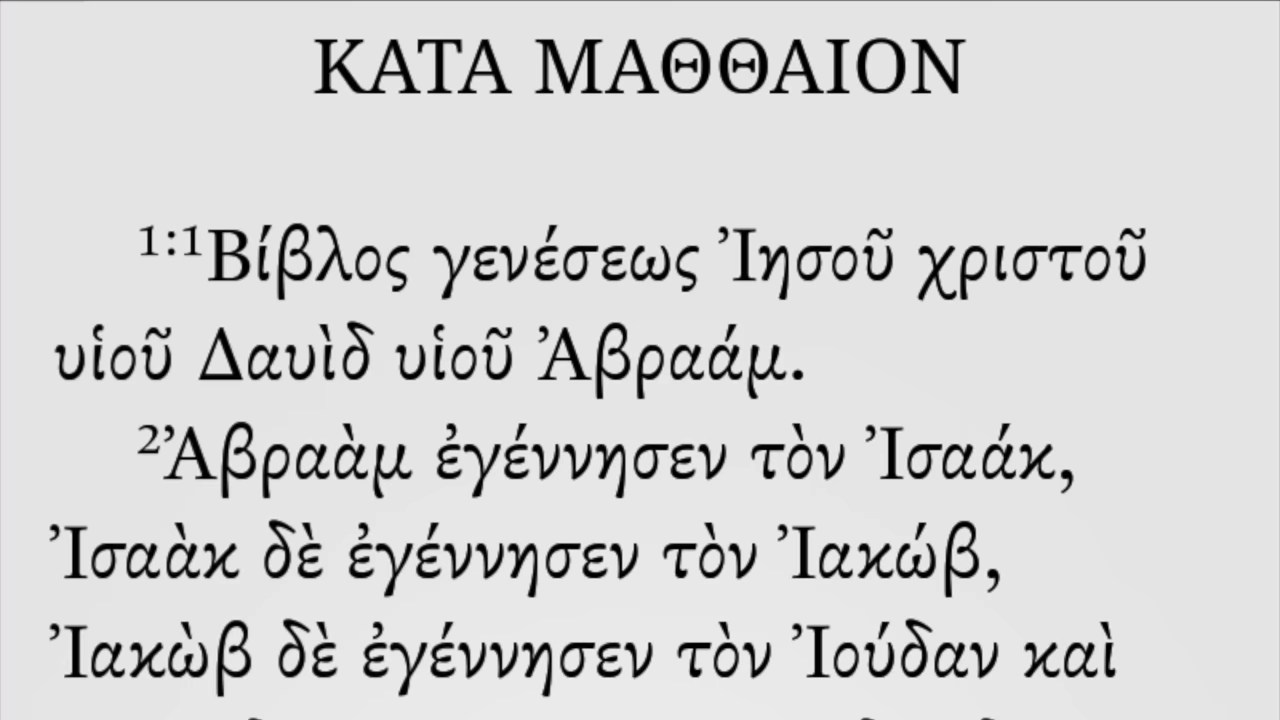 ΚΑΤΑ ΜΑΘΘΑΙΟΝ
1:1Βίβλος γενέσεως Ἰησοῦ χριστοῦ
υἱοῦ Δαυὶδ υἱοῦ Ἀβραάμ.
2Ἀβραὰμ ἐγέννησεν τὸν Ἰσαάκ,
Ἰσαὰκ δὲ ἐγέννησεν τὸν Ἰακώβ,
Ἰακὼβ δὲ ἐγέννησεν τὸν Ἰούδαν καὶ